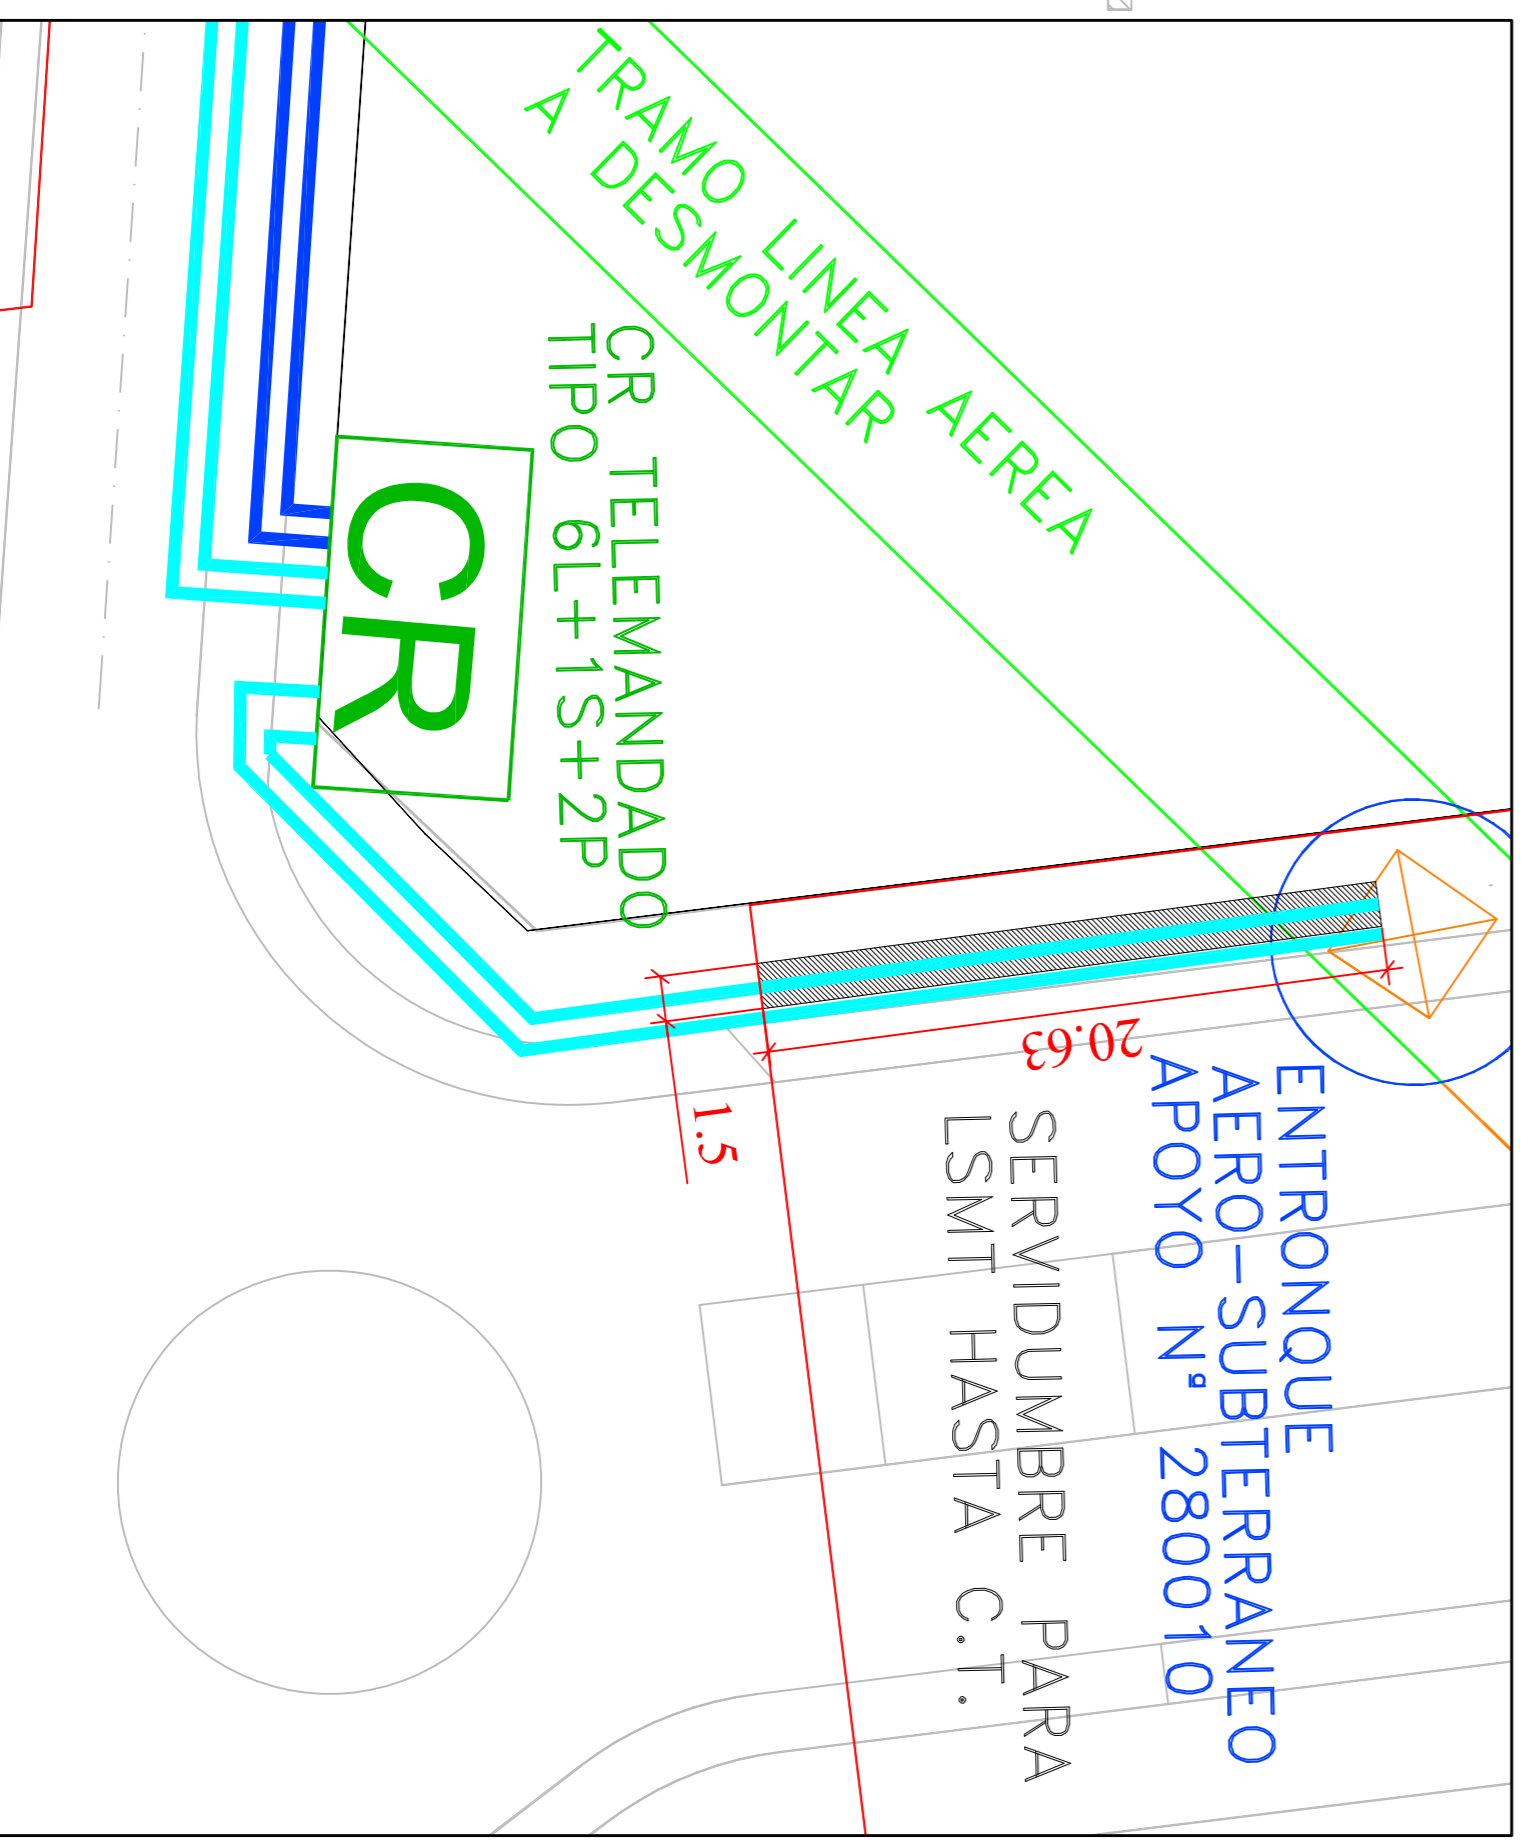 TRAMO LINEA AEREA
A DESMONTAR
CR TELEMANDADO
TIPO 6L+1S+2P
CR
20.63
1.5
ENTRONQUE
AERO-SUBTERRANEO
APOYO Nª 280010
SERVIDUMBRE PARA
LSMT HASTA C.T.